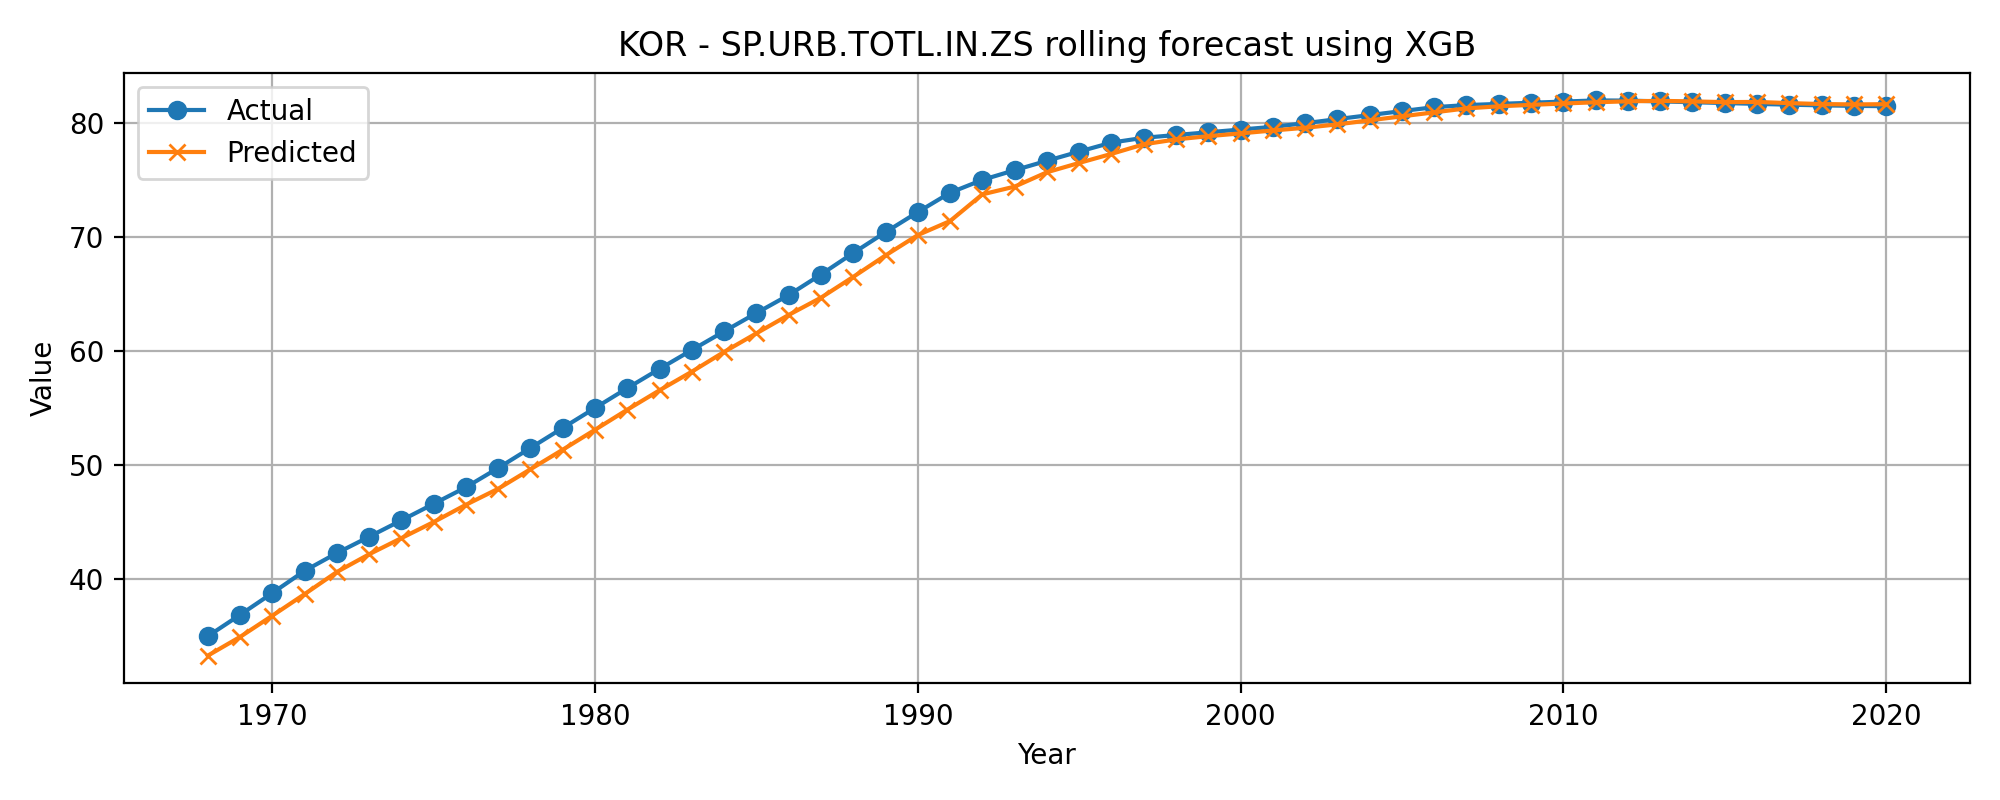 KOR - SP.URB.TOTL.IN.ZS rolling forecast using XGB
Actual
Predicted
80
70
60
50
40
Value
1970 1980 1990 2000 2010 2020
Year